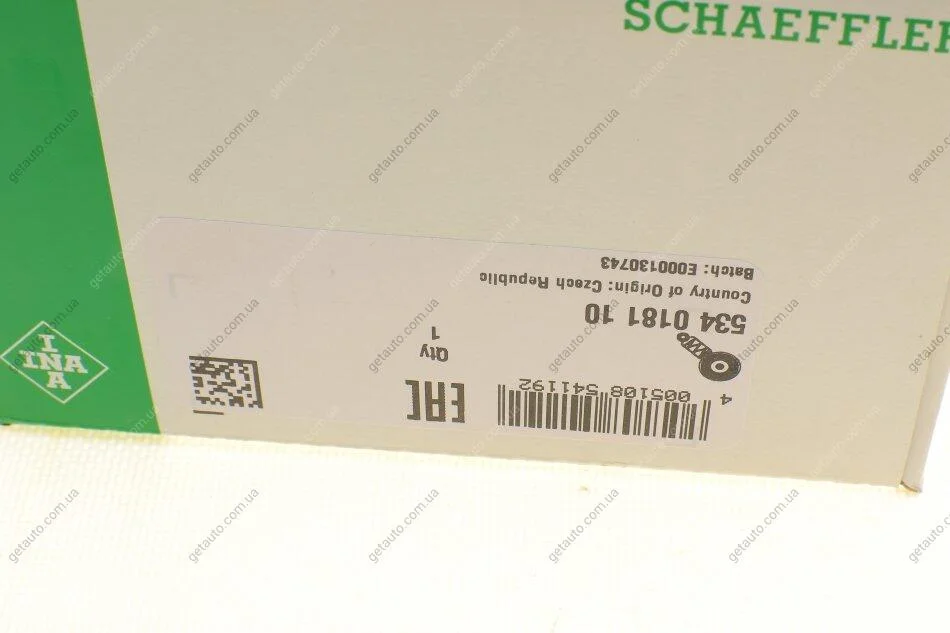 SCHAEFFLER
INA
INA
Batch: E000130743
Country of Origin: Czech Republic
534 0181 10
Qty
1
EAC
4 005108 541192
getauto.com.ua